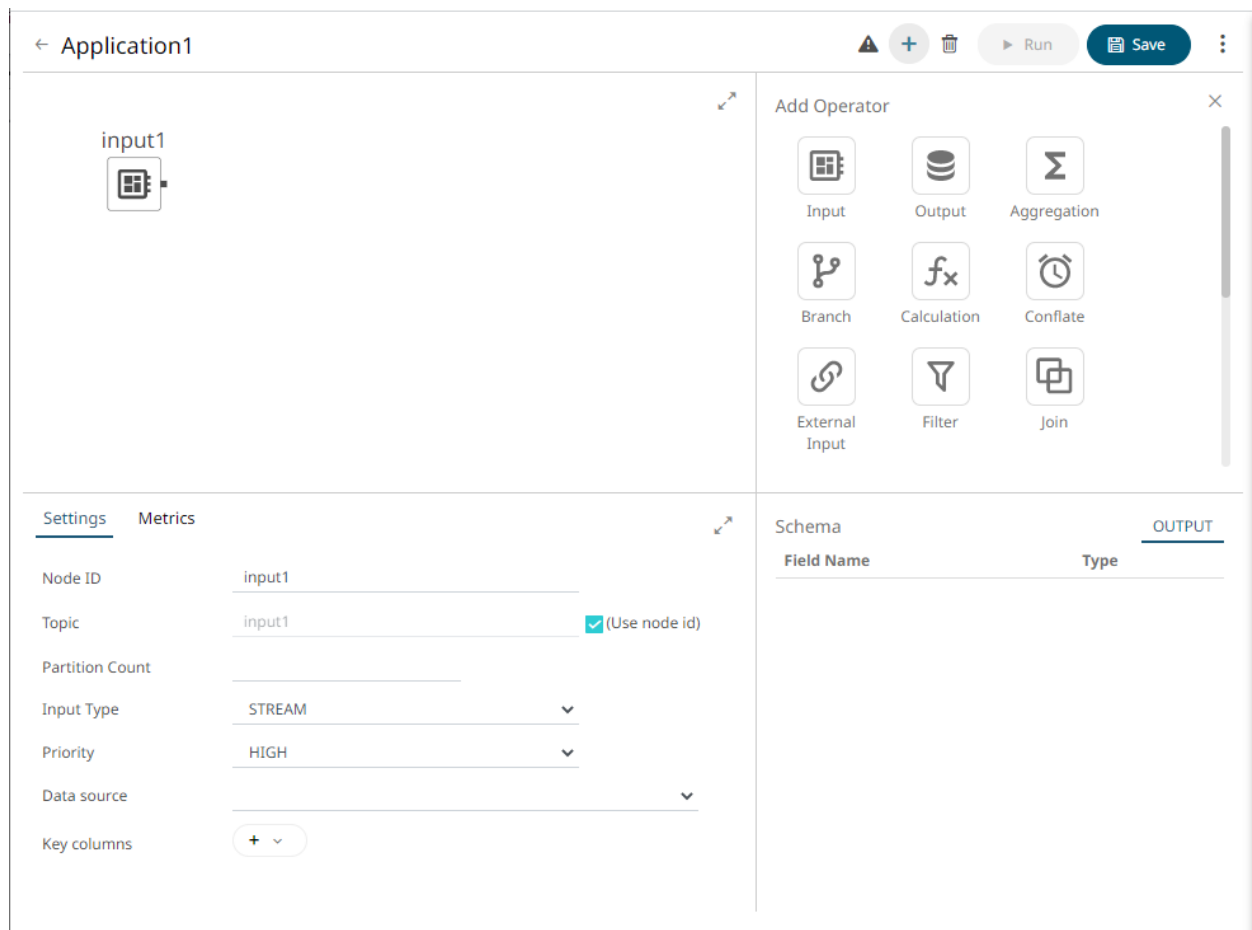 Application1
Run
Save
input1
Add Operator
Input
Output
Aggregation
Branch
Calculation
Conflate
External
Input
Filter
Join
Settings
Metrics
Node ID
input1
Topic
input1
(Use node id)
Partition Count
Input Type
STREAM
Priority
HIGH
Data source
Key columns
Schema
OUTPUT
Field Name
Type